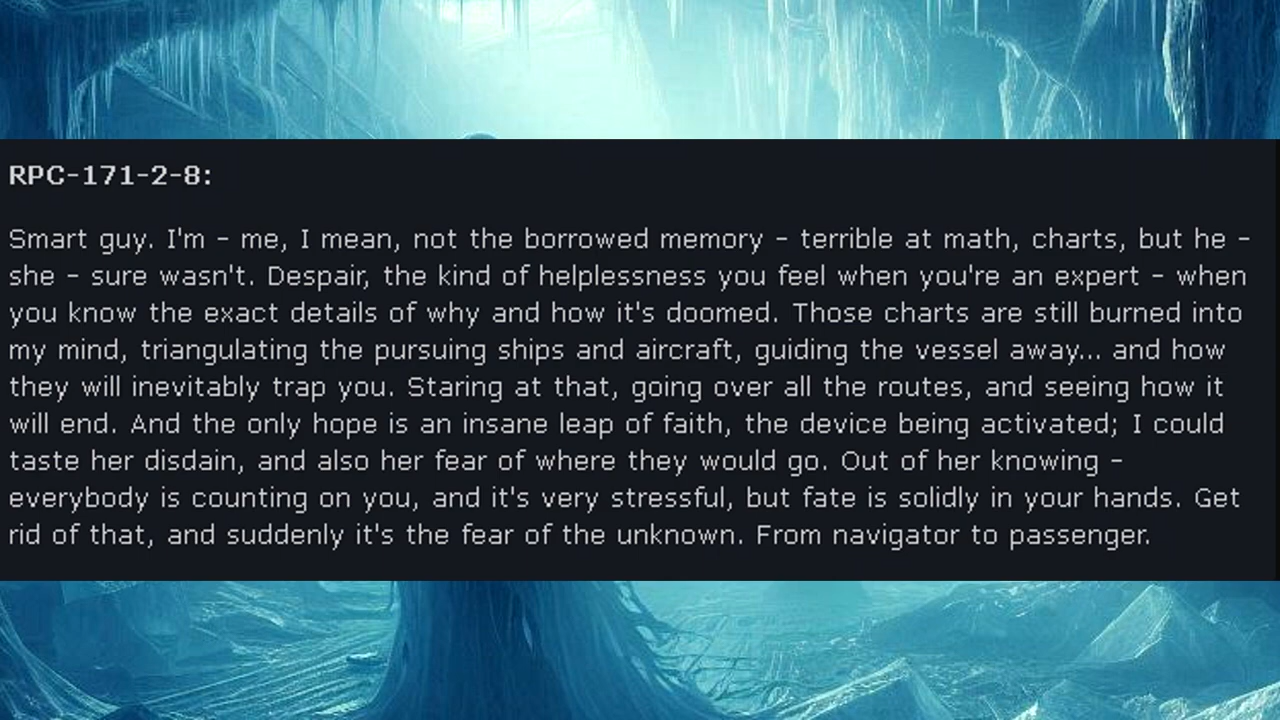 RPC-171-2-8:
Smart guy. I'm – me, I mean, not the borrowed memory – terrible at math, charts, but he –
she – sure wasn't. Despair, the kind of helplessness you feel when you're an expert – when
you know the exact details of why and how it's doomed. Those charts are still burned into
my mind, triangulating the pursuing ships and aircraft, guiding the vessel away... and how
they will inevitably trap you. Staring at that, going over all the routes, and seeing how it
will end. And the only hope is an insane leap of faith, the device being activated; I could
taste her disdain, and also her fear of where they would go. Out of her knowing –
everybody is counting on you, and it's very stressful, but fate is solidly in your hands. Get
rid of that, and suddenly it's the fear of the unknown. From navigator to passenger.